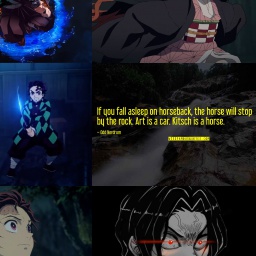 If you fall asleep on horseback, the horse will stop
by the rock. Art is a car. Kitsch is a horse.
- Odd Nerdrum